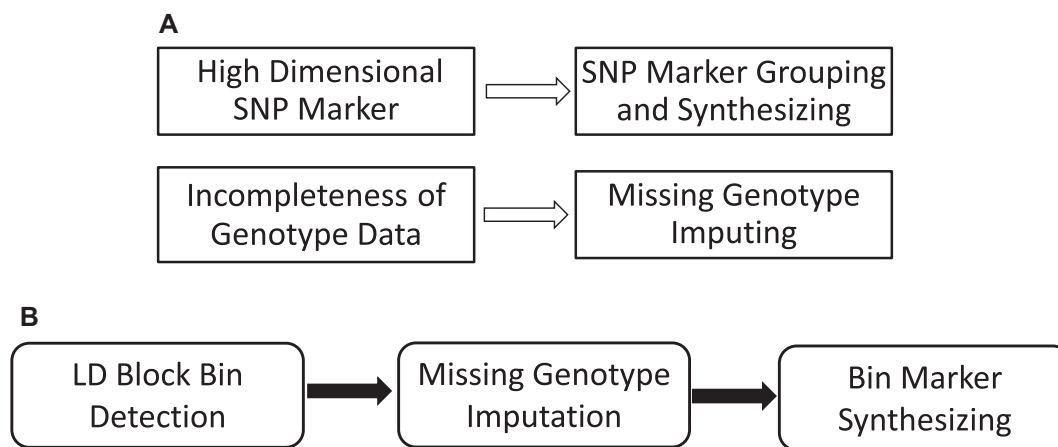 A
High Dimensional
SNP Marker
SNP Marker Grouping
and Synthesizing
Incompleteness of
Genotype Data
Missing Genotype
Imputing
B
LD Block Bin
Detection
Missing Genotype
Imputation
Bin Marker
Synthesizing